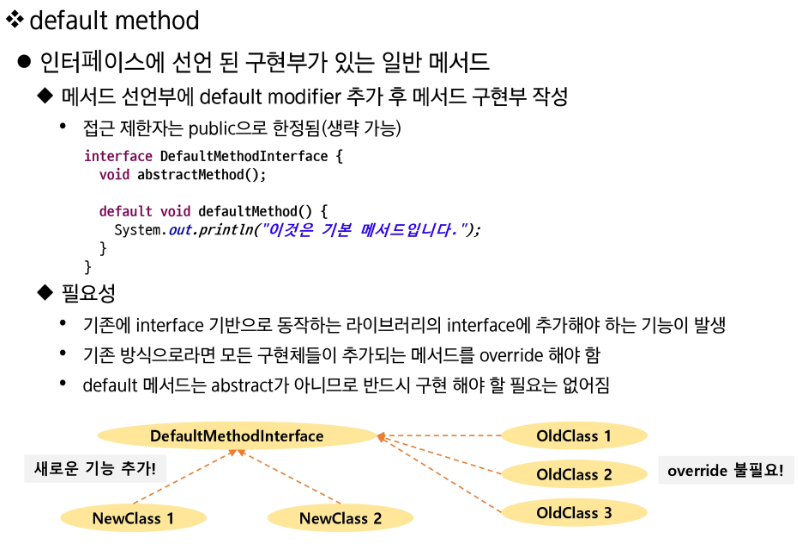 ❖ default method
● 인터페이스에 선언 된 구현부가 있는 일반 메서드
◆ 메서드 선언부에 default modifier 추가 후 메서드 구현부 작성
• 접근 제한자는 public으로 한정됨(생략 가능)
interface DefaultMethodInterface {
  void abstractMethod();

  default void defaultMethod() {
    System.out.println("이것은 기본 메서드입니다.");
  }
}
◆ 필요성
• 기존에 interface 기반으로 동작하는 라이브러리의 interface에 추가해야 하는 기능이 발생
• 기존 방식으로라면 모든 구현체들이 추가되는 메서드를 override 해야 함
• default 메서드는 abstract가 아니므로 반드시 구현 해야 할 필요는 없어짐
DefaultMethodInterface
OldClass 1
새로운 기능 추가!
OldClass 2
override 불필요!
NewClass 1
NewClass 2
OldClass 3